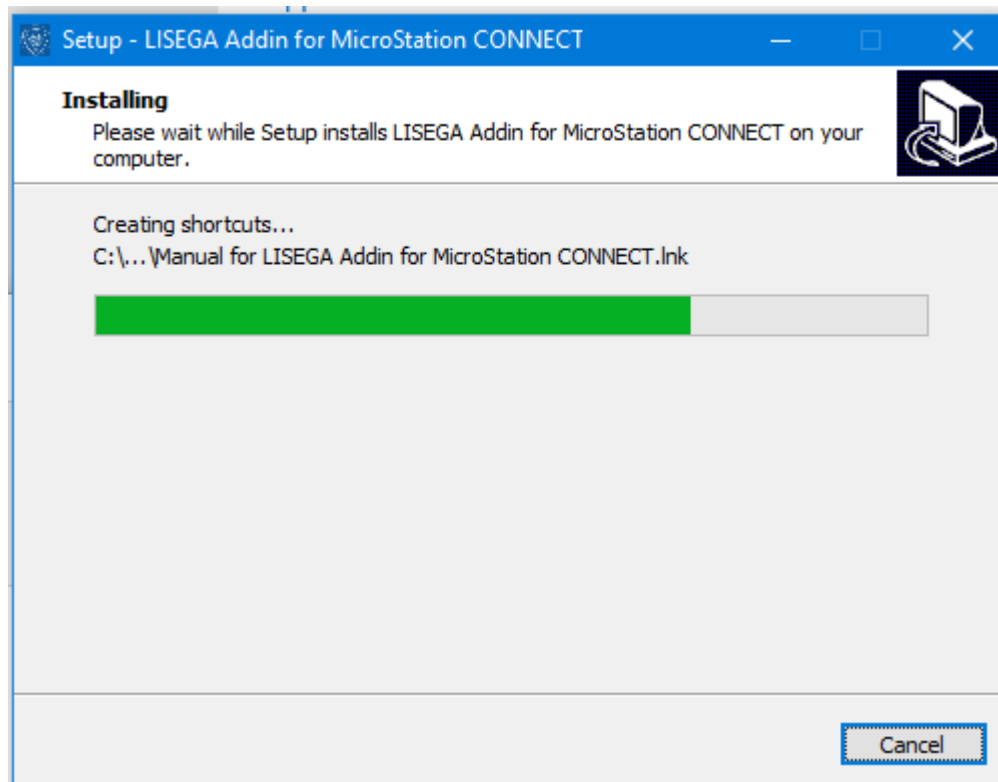 Setup - LISEGA Addin for MicroStation CONNECT
Installing
Please wait while Setup installs LISEGA Addin for MicroStation CONNECT on your
computer.
Creating shortcuts...
C:\...\Manual for LISEGA Addin for MicroStation CONNECT.lnk
Cancel